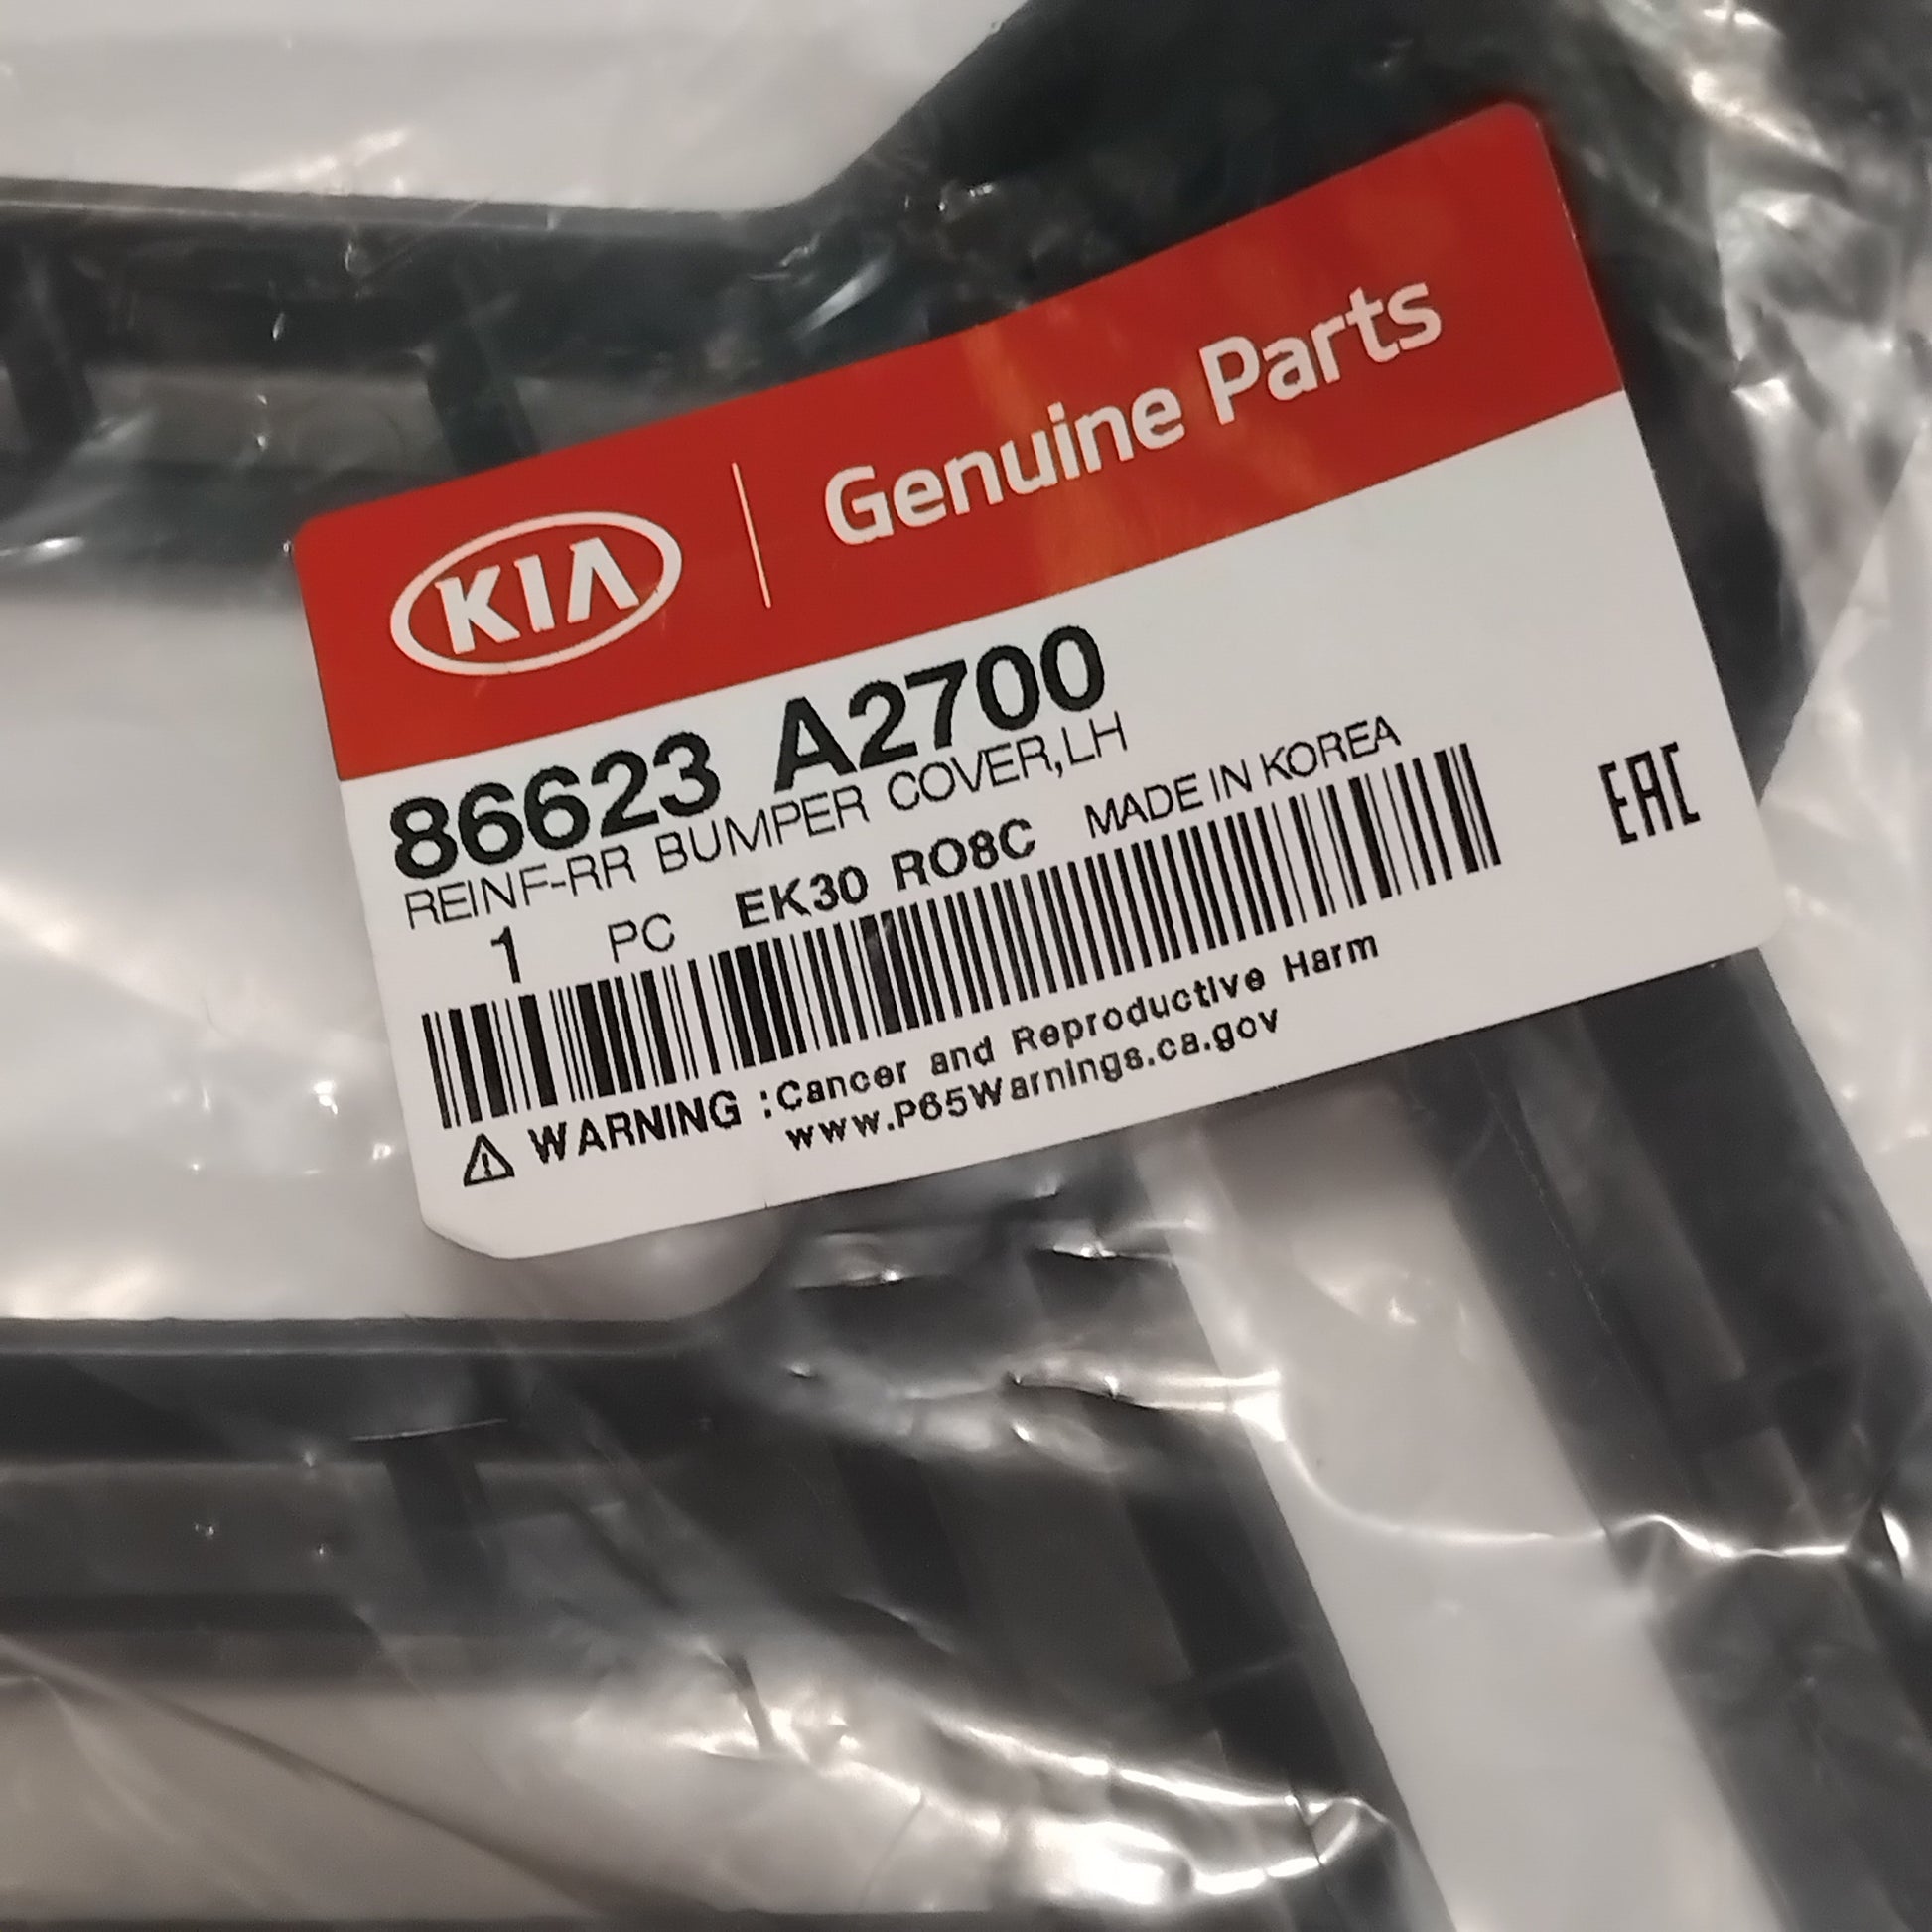 KIA Genuine Parts
86623 A2700
REINF-RR BUMPER COVER,LH
1 PC EK30 RO8C MADE IN KOREA
EAC
WARNING :Cancer and Reproductive Harm
www.P65Warnings.ca.gov